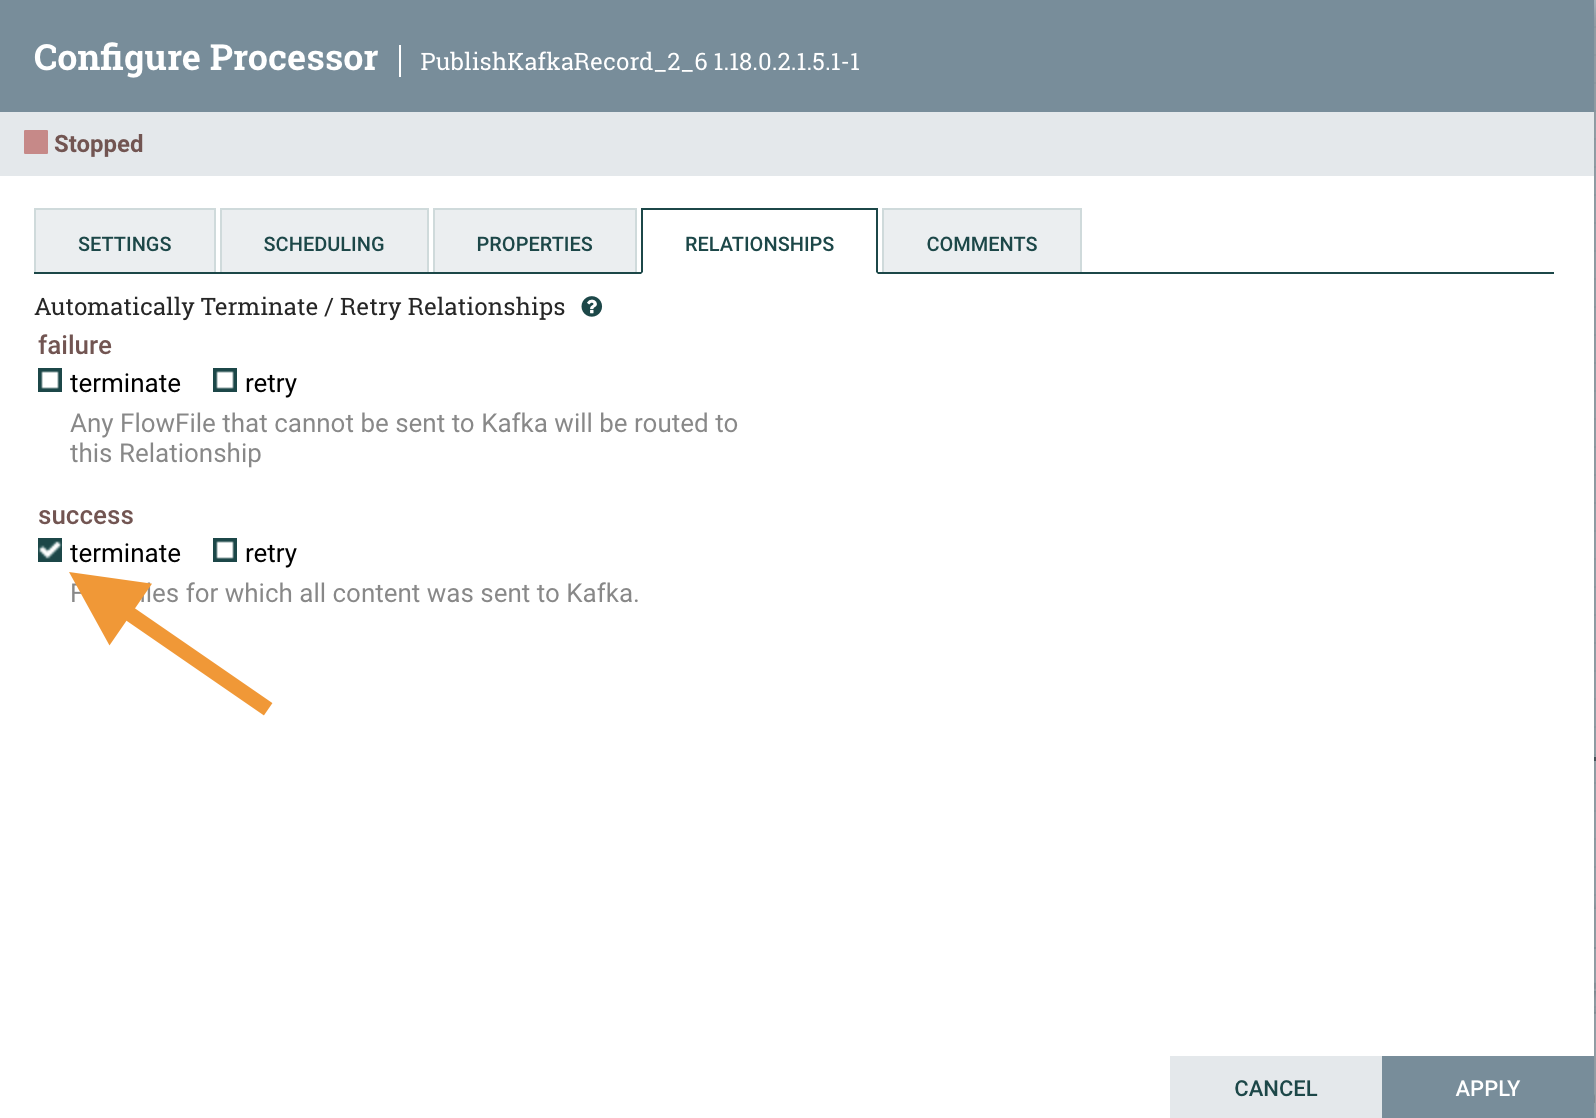 Configure Processor | PublishKafkaRecord_2_6 1.18.0.2.1.5.1-1
Stopped
SETTINGS SCHEDULING PROPERTIES RELATIONSHIPS COMMENTS
Automatically Terminate / Retry Relationships ?
failure
terminate retry
Any FlowFile that cannot be sent to Kafka will be routed to
this Relationship
success
terminate retry
for which all content was sent to Kafka.
CANCEL APPLY